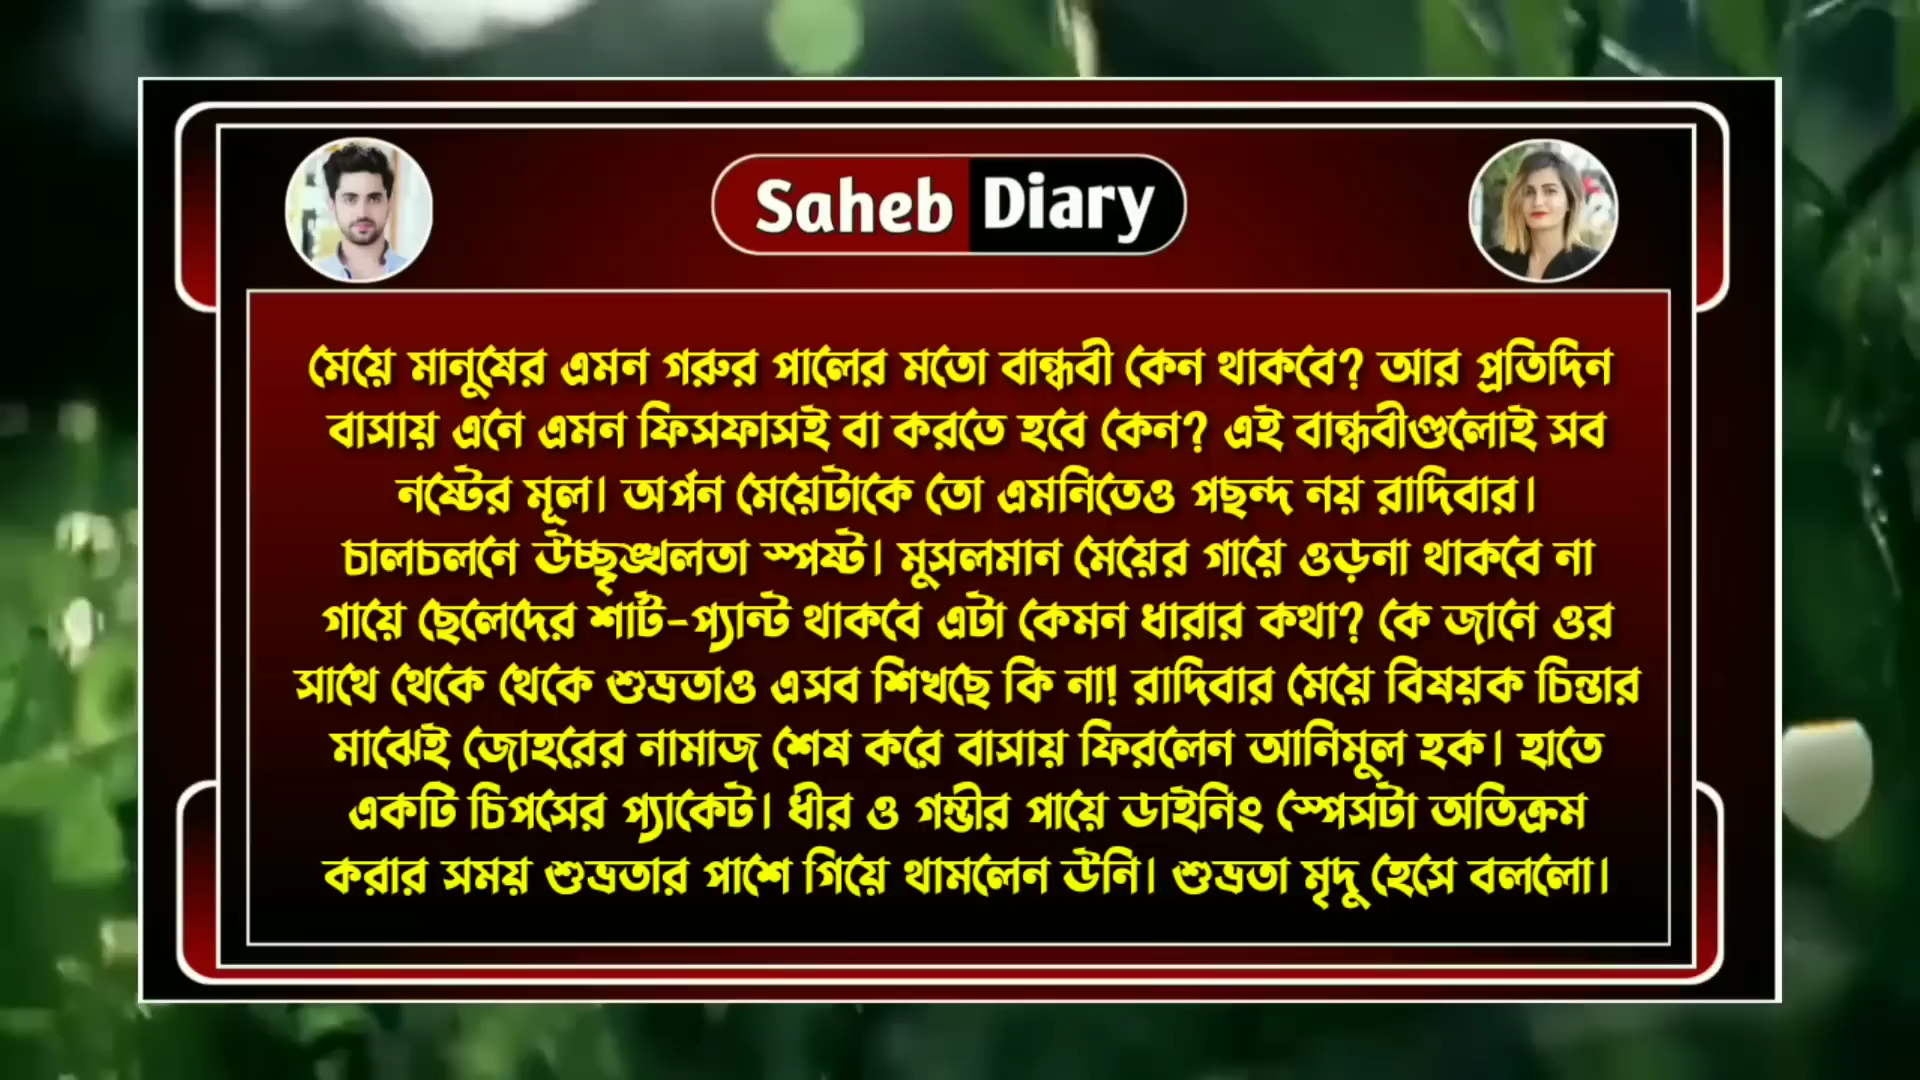 Saheb Diary
মেয়ে মানুষের এমন গরুর পালের মতো বান্ধবী কেন থাকবে? আর প্রতিদিন
বাসায় এনে এমন ফিসফাসই বা করতে হবে কেন? এই বান্ধবীগুলোই সব
নষ্টের মূল। অর্পন মেয়েটাকে তো এমনিতেও পছন্দ নয় রাদিবার।
চালচলনে উচ্ছৃঙ্খলতা স্পষ্ট। মুসলমান মেয়ের গায়ে ওড়না থাকবে না
গায়ে ছেলেদের শার্ট-প্যান্ট থাকবে এটা কেমন ধারার কথা? কে জানে ওর
সাথে থেকে থেকে শুভ্রতাও এসব শিখছে কি না! রাদিবার মেয়ে বিষয়ক চিন্তার
মাঝেই জোহরের নামাজ শেষ করে বাসায় ফিরলেন আনিমুল হক। হাতে
একটি চিপসের প্যাকেট। ধীর ও গম্ভীর পায়ে ডাইনিং স্পেসটা অতিক্রম
করার সময় শুভ্রতার পাশে গিয়ে থামলেন উনি। শুভ্রতা মৃদু হেসে বললো।